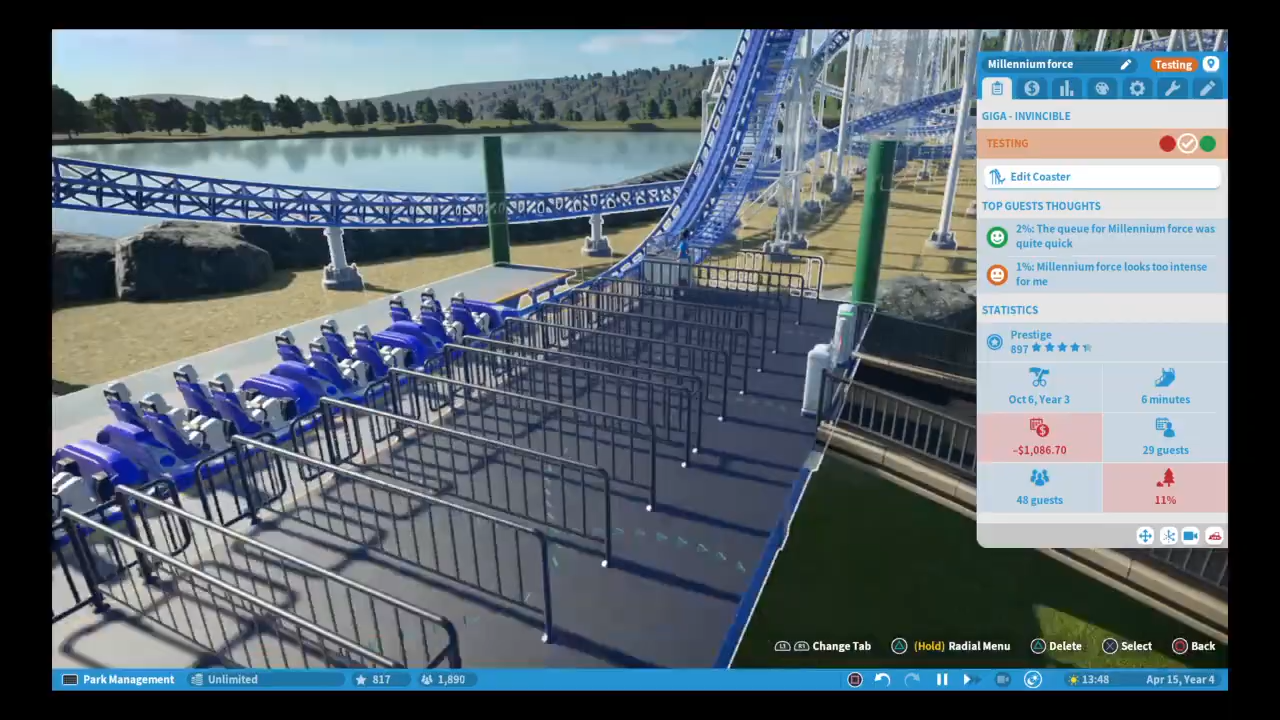 Millennium force
Testing
GIGA - INVINCIBLE
TESTING
Edit Coaster
TOP GUESTS THOUGHTS
2%: The queue for Millennium force was
quite quick
1%: Millennium force looks too intense
for me
STATISTICS
Prestige
897
Oct 6, Year 3
6 minutes
-$1,086.70
29 guests
48 guests
11%
Change Tab
(Hold) Radial Menu
Delete
Select
Back
Park Management
Unlimited
817
1,890
13:48
Apr 15, Year 4